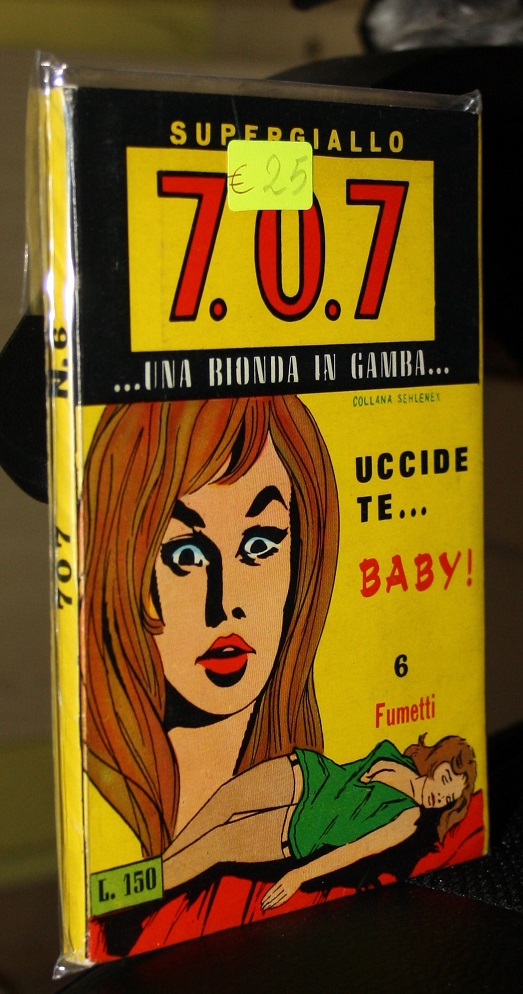 SUPERGIALLO
€ 25
7.0.7
...UNA BIONDA IN GAMBA...
COLLANA SEHLENEX
UCCIDE
TE...
BABY!
6
Fumetti
L. 150
707 N.6